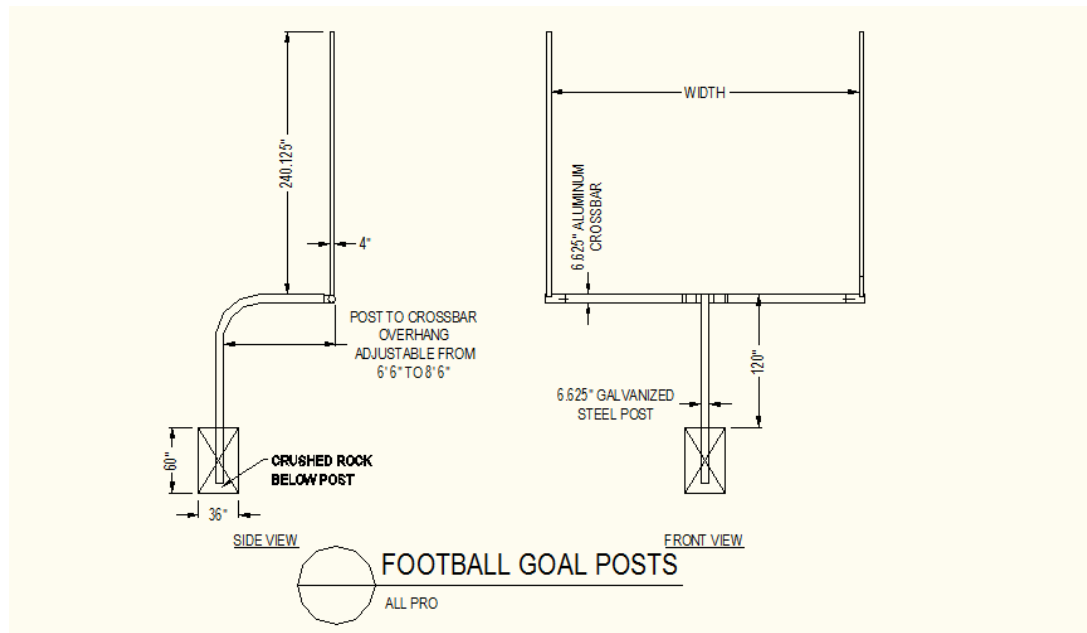 240.125"
4"
POST TO CROSSBAR
OVERHANG
ADJUSTABLE FROM
6'6" TO 8'6"
60"
CRUSHED ROCK
BELOW POST
36"
SIDE VIEW
WIDTH
6.625" ALUMINUM
CROSSBAR
120"
6.625" GALVANIZED
STEEL POST
FRONT VIEW
FOOTBALL GOAL POSTS
ALL PRO